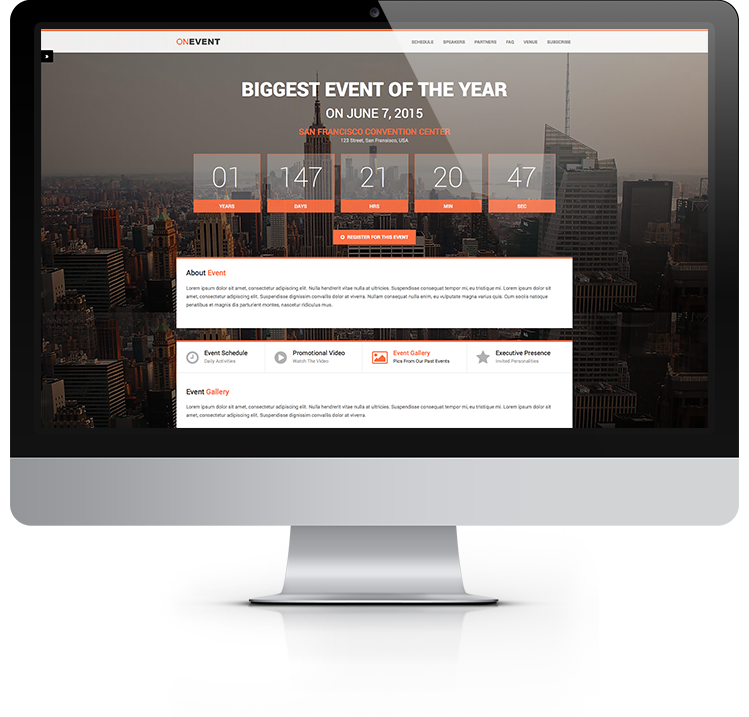 ONEVENT
SCHEDULE SPEAKERS PARTNERS FAQ VENUE SUBSCRIBE
BIGGEST EVENT OF THE YEAR
ON JUNE 7, 2015
SAN FRANCISCO CONVENTION CENTER
123 Street, San Francisco, USA
01 147 21 20 47
YEARS DAYS HRS MIN SEC
REGISTER FOR THIS EVENT
About Event
Lorem ipsum dolor sit amet, consectetur adipiscing elit. Nulla hendrerit vitae nulla at ultricies. Suspendisse consequat tempor mi, eu tristique mi. Lorem ipsum dolor sit
amet, consectetur adipiscing elit. Suspendisse dignissim convallis dolor at viverra. Nullam consequat nulla enim, eu vulputate magna varius quis. Cum sociis natoque
penatibus et magnis dis parturient montes, nascetur ridiculus mus.
Event Schedule Promotional Video Event Gallery Executive Presence
Daily Activities Watch The Video Pics From Our Past Events Invited Personalities
Event Gallery
Lorem ipsum dolor sit amet, consectetur adipiscing elit. Nulla hendrerit vitae nulla at ultricies. Suspendisse consequat tempor mi, eu tristique mi. Lorem ipsum dolor sit
amet, consectetur adipiscing elit. Suspendisse dignissim convallis dolor at viverra.